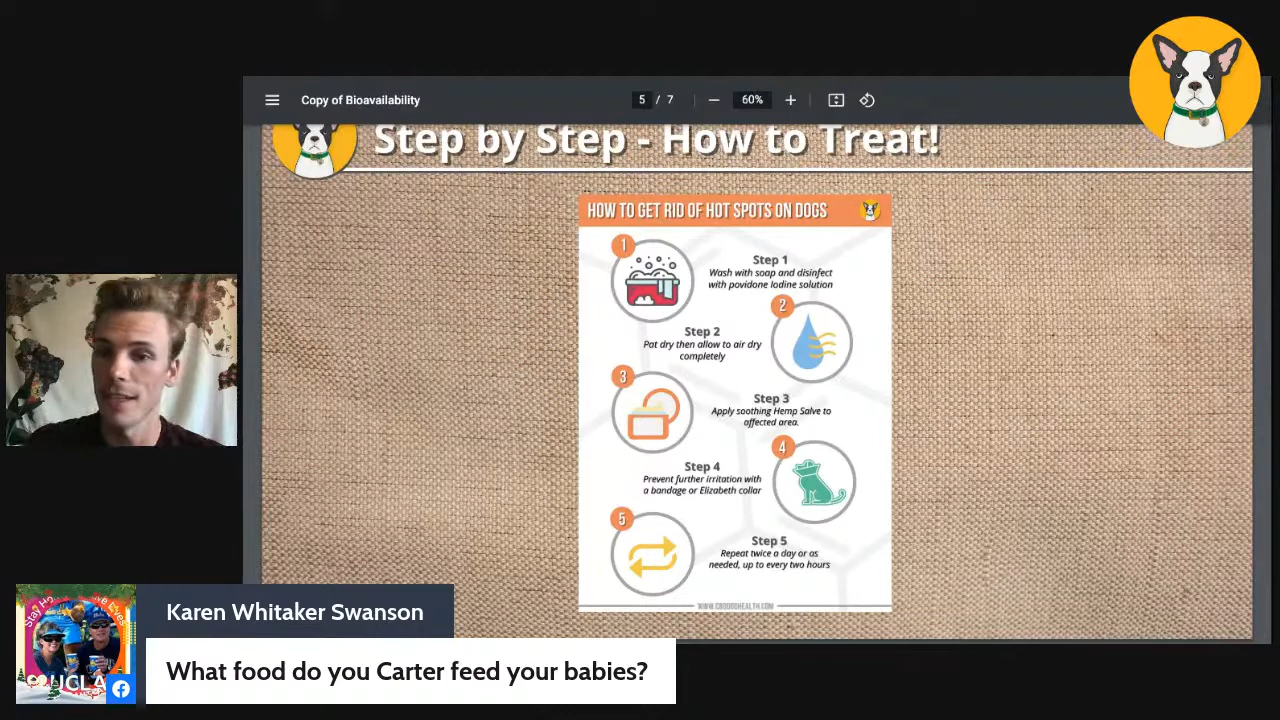 Copy of Bioavailability
5 / 7
60%
Step by Step - How to Treat!
HOW TO GET RID OF HOT SPOTS ON DOGS
1
Step 1
Wash with soap and disinfect
with povidone Iodine solution
2
Step 2
Pat dry then allow to air dry
completely
3
Step 3
Apply soothing Hemp Salve to
affected area.
4
Step 4
Prevent further irritation with
a bandage or Elizabeth collar
5
Step 5
Repeat twice a day or as
needed, up to every two hours
WWW.CBDDOGHEALTH.COM
Karen Whitaker Swanson
What food do you Carter feed your babies?